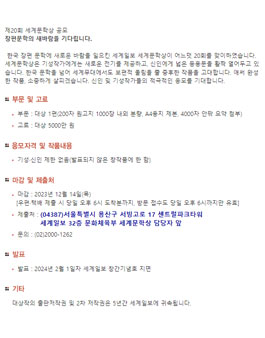 제20회 세계문학상 공모
장편문학의 새바람을 기다립니다.
한국 장편 문학에 새로운 바람을 일으킨 세계일보 세계문학상이 어느덧 20회를 맞이하였습니다.
세계문학상은 기성작가에게는 새로운 전기를 제공하고, 신인에게 넓은 등용문을 활짝 열어두고 있
습니다. 한국 문학을 넘어 세계무대에서도 보편적 울림을 줄 중후한 작품을 고대합니다. 애써 완성
한 작품, 소중하게 살피겠습니다. 신인 및 기성작가들의 적극적인 응모를 기다립니다.
부문 및 고료
• 부문 : 대상 1편(200자 원고지 1000장 내외 분량, A4용지 제본, 4000자 안팎 요약 첨부)
• 고료 : 대상 5000만 원
응모자격 및 작품내용
• 기성·신인 제한 없음(발표되지 않은 창작품에 한 함)
마감 및 제출처
• 마감 : 2023년 12월 14일(목)
[우편·택배 제출 시 당일 오후 6시 도착분까지, 방문 접수도 당일 오후 6시까지만 유효]
• 제출처 : (04387)서울특별시 용산구 서빙고로 17 센트럴파크타워
세계일보 32층 문화체육부 세계문학상 담당자 앞
• 문의 : (02)2000-1262
발표
• 발표 : 2024년 2월 1일자 세계일보 창간기념호 지면
기타
대상작의 출판저작권 및 2차 저작권은 5년간 세계일보에 귀속됩니다.